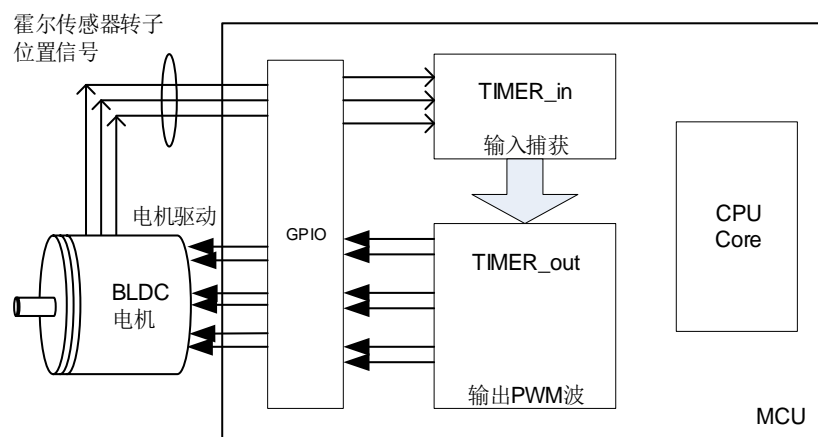 霍尔传感器转子
位置信号
TIMER_in
输入捕获
电机驱动
GPIO
CPU
Core
TIMER_out
BLDC
电机
输出PWM波
MCU